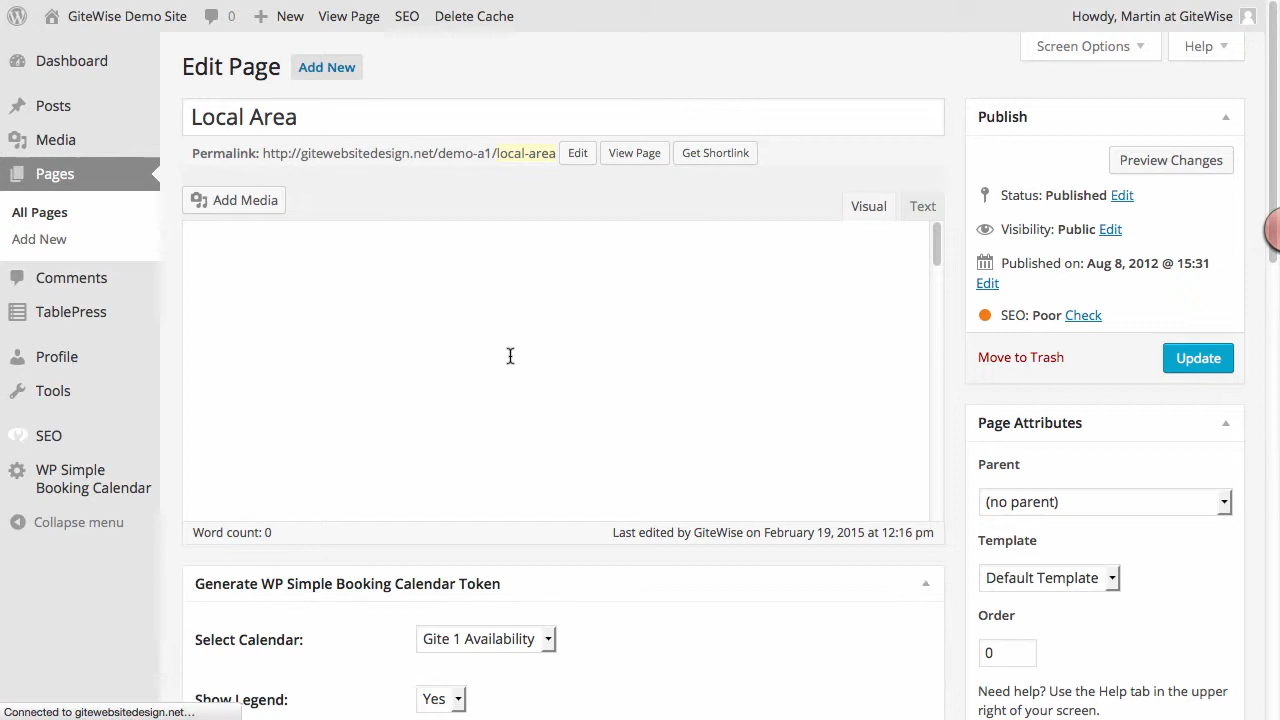 GiteWise Demo Site 0 New View Page SEO Delete Cache Howdy, Martin at GiteWise
Screen Options Help
Dashboard
Posts
Media
Pages
All Pages
Add New
Comments
TablePress
Profile
Tools
SEO
WP Simple
Booking Calendar
Collapse menu
Edit Page Add New
Local Area
Permalink: http://gitewebsitedesign.net/demo-a1/local-area Edit View Page Get Shortlink
Add Media Visual Text
Word count: 0 Last edited by GiteWise on February 19, 2015 at 12:16 pm
Generate WP Simple Booking Calendar Token
Select Calendar: Gite 1 Availability
Show Legend: Yes
Publish
Preview Changes
Status: Published Edit
Visibility: Public Edit
Published on: Aug 8, 2012 @ 15:31
Edit
SEO: Poor Check
Move to Trash Update
Page Attributes
Parent
(no parent)
Template
Default Template
Order
0
Need help? Use the Help tab in the upper
right of your screen.
Connected to gitewebsitedesign.net...